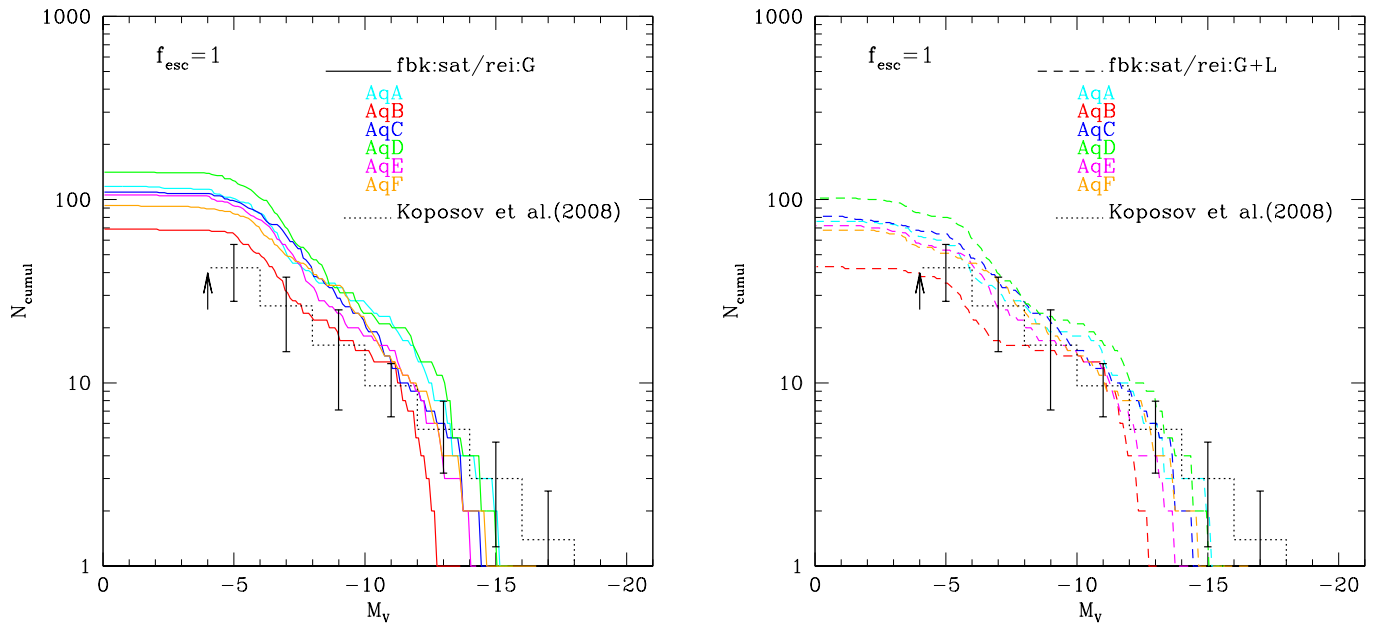 1000
100
10
1
N_cumul
f_esc=1
fbk:sat/rei:G
AqA
AqB
AqC
AqD
AqE
AqF
Koposov et al.(2008)
0 −5 −10 −15 −20
M_V
1000
100
10
1
N_cumul
f_esc=1
fbk:sat/rei:G+L
AqA
AqB
AqC
AqD
AqE
AqF
Koposov et al.(2008)
0 −5 −10 −15 −20
M_V